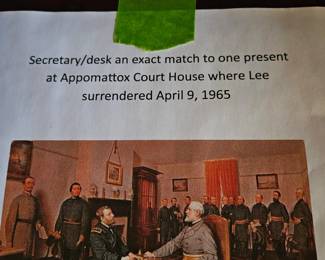 Secretary/desk an exact match to one present
at Appomattox Court House where Lee
surrendered April 9, 1965